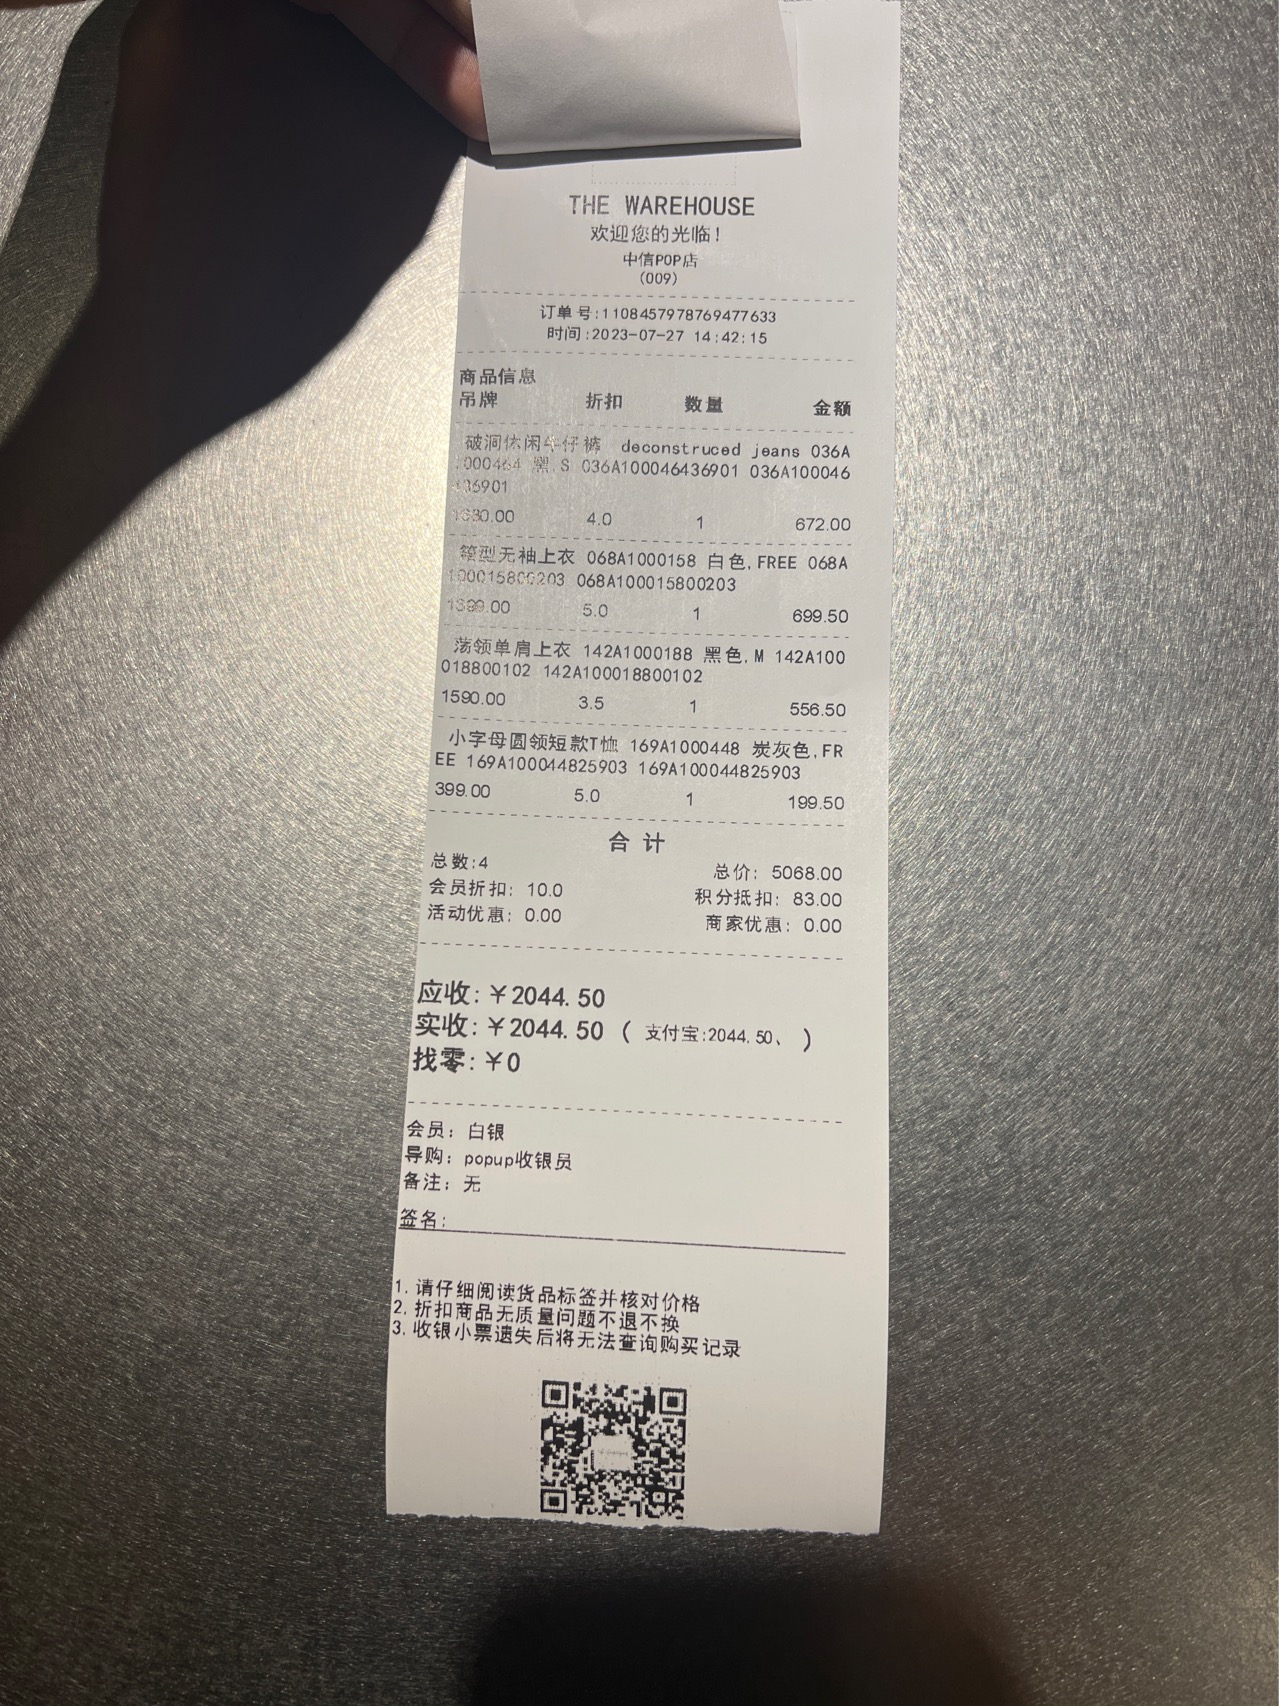 THE WAREHOUSE
欢迎您的光临!
中信POP店
(009)
订单号:1108457978769477633
时间:2023-07-27 14:42:15
商品信息
吊牌 折扣 数量 金额
破洞休闲牛仔裤 deconstruced jeans 036A
1000464 黑,S 036A100046436901 036A100046
436901
1680.00 4.0 1 672.00
箱型无袖上衣 068A1000158 白色,FREE 068A
100015800203 068A100015800203
1399.00 5.0 1 699.50
荡领单肩上衣 142A1000188 黑色,M 142A100
018800102 142A100018800102
1590.00 3.5 1 556.50
小字母圆领短款T恤 169A1000448 炭灰色,FR
EE 169A100044825903 169A100044825903
399.00 5.0 1 199.50
合计
总数:4 总价: 5068.00
会员折扣: 10.0 积分抵扣: 83.00
活动优惠: 0.00 商家优惠: 0.00
应收:￥2044.50
实收:￥2044.50 ( 支付宝:2044.50、 )
找零:￥0
会员: 白银
导购: popup收银员
备注: 无
签名:
1. 请仔细阅读货品标签并核对价格
2. 折扣商品无质量问题不退不换
3. 收银小票遗失后将无法查询购买记录